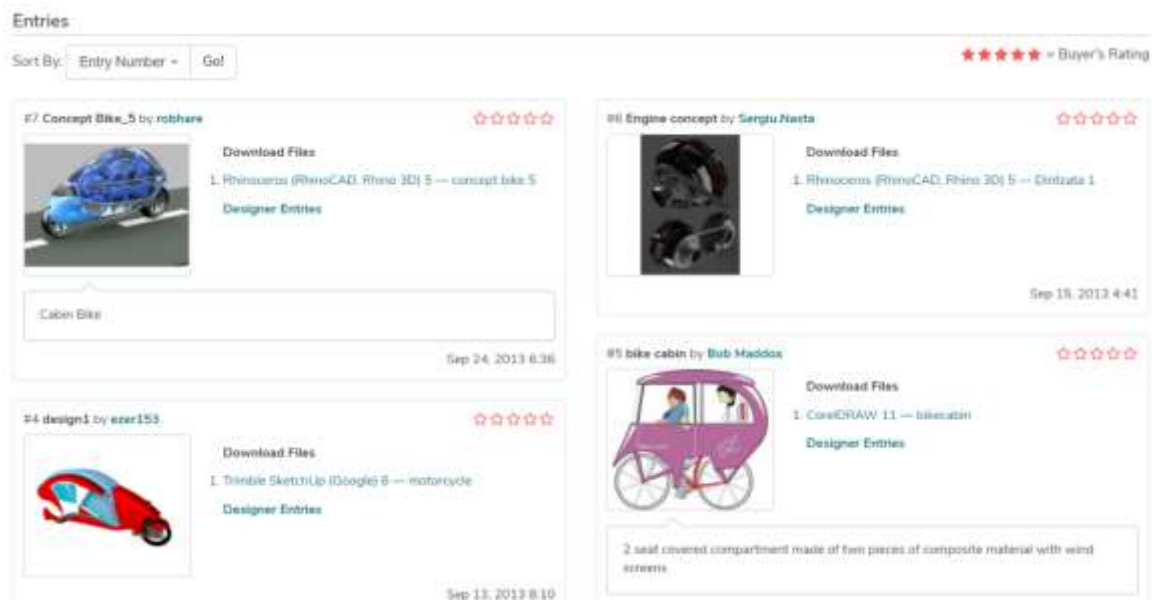 Entries
Sort By: Entry Number Go!
= Buyer's Rating
#7 Concept Bike_5 by robhare
Download Files
1. Rhinoceros (RhinoCAD, Rhino 3D) 5 — concept bike 5
Designer Entries
Cabin Bike
Sep 24, 2013 6:36
#6 Engine concept by Sergiu.Nasta
Download Files
1. Rhinoceros (RhinoCAD, Rhino 3D) 5 — Dintzata 1
Designer Entries
Sep 15, 2013 4:41
#4 design1 by ezer153
Download Files
1. Trimble SketchUp (Google) 8 — motorcycle
Designer Entries
Sep 13, 2013 8:10
#5 bike cabin by Bob Maddox
Download Files
1. CorelDRAW 11 — bikecabin
Designer Entries
2 seat covered compartment made of two pieces of composite material with wind
screens